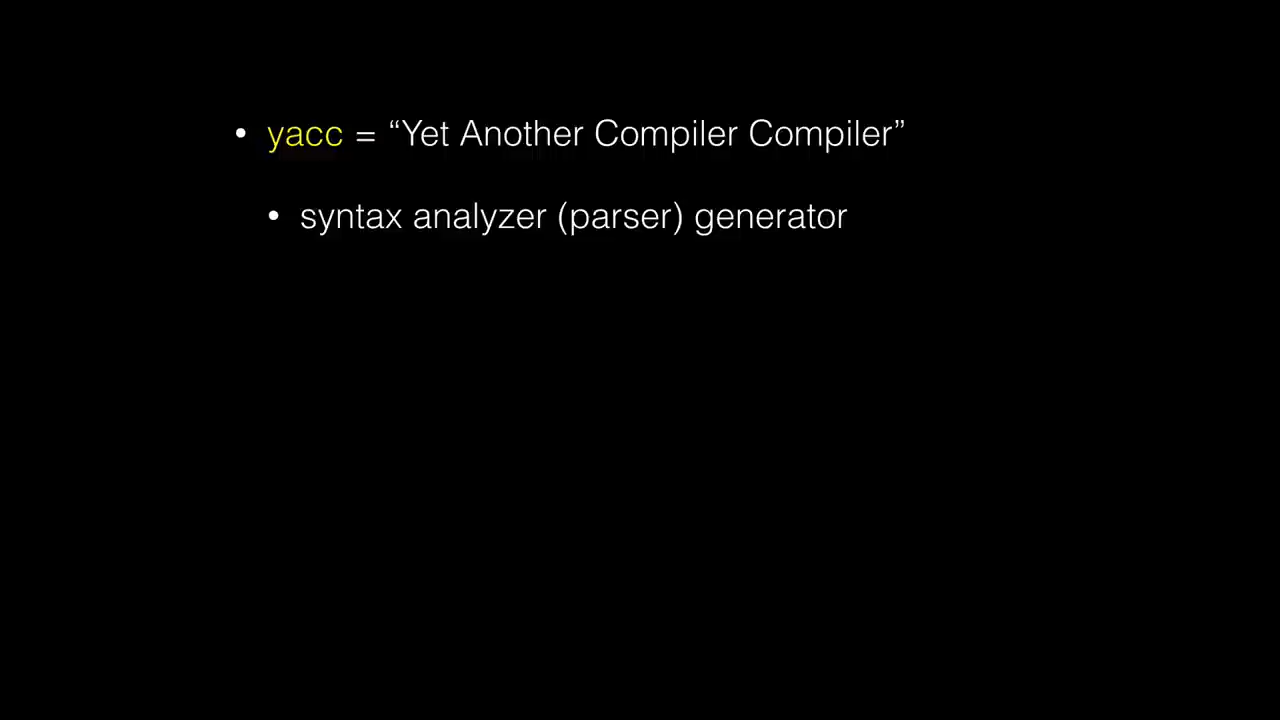 • yacc = “Yet Another Compiler Compiler”
• syntax analyzer (parser) generator